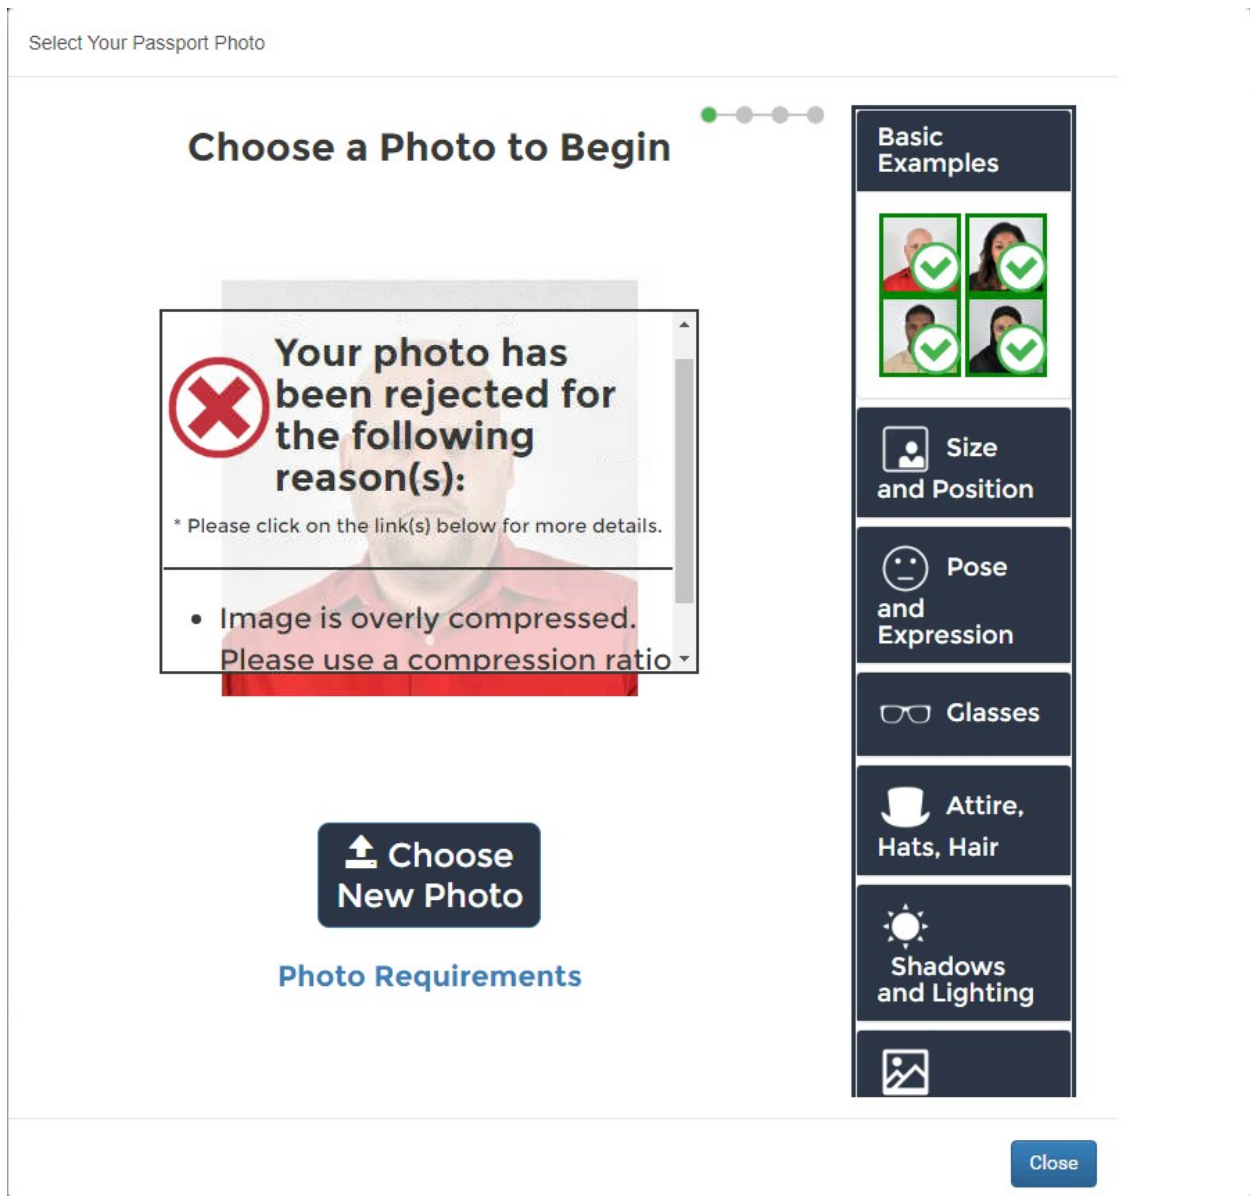 Select Your Passport Photo
Choose a Photo to Begin
Your photo has
been rejected for
the following
reason(s):
* Please click on the link(s) below for more details.
• Image is overly compressed.
Please use a compression ratio
Choose
New Photo
Photo Requirements
Basic
Examples
Size
and Position
Pose
and
Expression
Glasses
Attire,
Hats, Hair
Shadows
and Lighting
Close